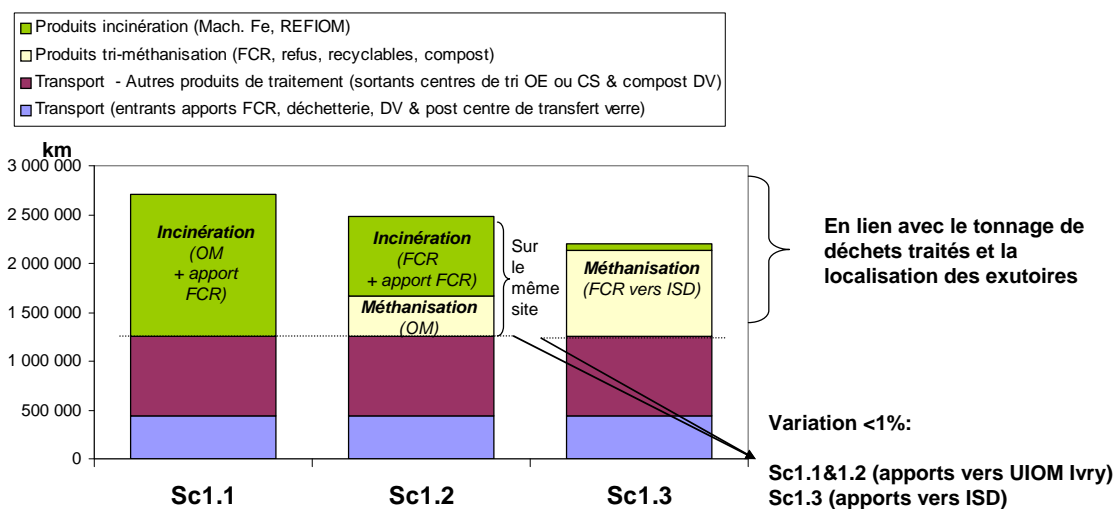 Produits incinération (Mach. Fe, REFIOM)
Produits tri-méthanisation (FCR, refus, recyclables, compost)
Transport - Autres produits de traitement (sortants centres de tri OE ou CS & compost DV)
Transport (entrants apports FCR, déchetterie, DV & post centre de transfert verre)
km
3 000 000
2 500 000
2 000 000
1 500 000
1 000 000
500 000
0
Incinération
(OM
+ apport
FCR)
Incinération
(FCR
+ apport FCR)
Méthanisation
(OM)
Sur
le
même
site
Méthanisation
(FCR vers ISD)
En lien avec le tonnage de
déchets traités et la
localisation des exutoires
Variation <1%:
Sc1.1&1.2 (apports vers UIOM Ivry)
Sc1.3 (apports vers ISD)
Sc1.1
Sc1.2
Sc1.3